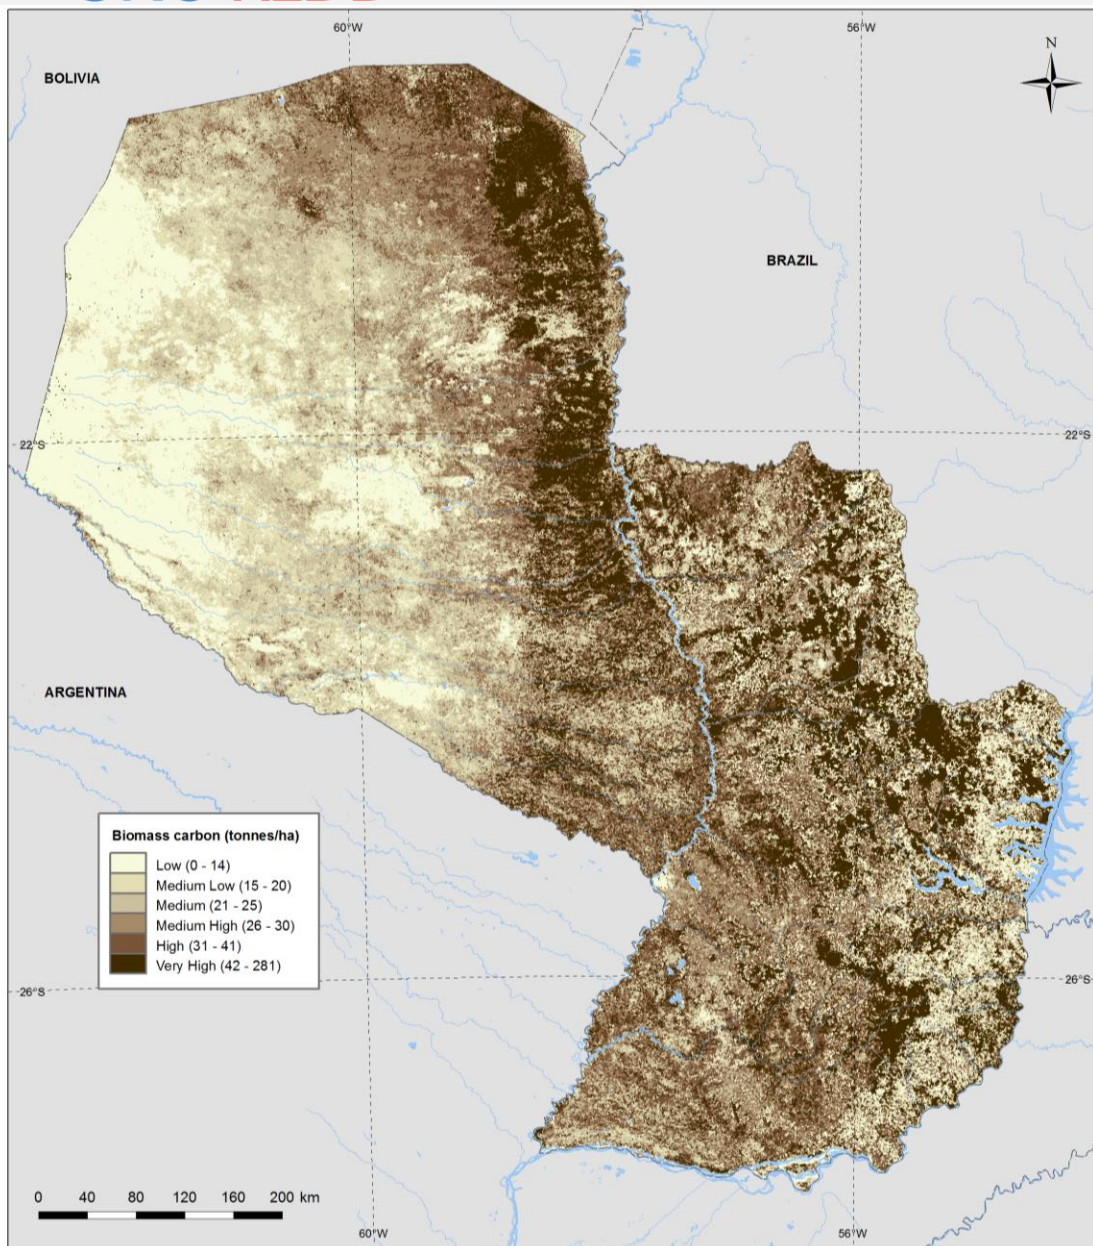 60°W
56°W
N
BOLIVIA
BRAZIL
22°S
22°S
ARGENTINA
Biomass carbon (tonnes/ha)
Low (0 - 14)
Medium Low (15 - 20)
Medium (21 - 25)
Medium High (26 - 30)
High (31 - 41)
Very High (42 - 281)
26°S
26°S
0 40 80 120 160 200 km
60°W
56°W